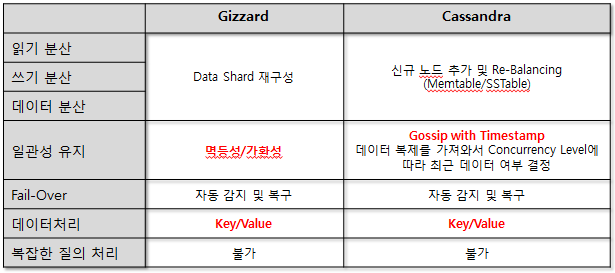 Gizzard Cassandra
읽기 분산
쓰기 분산
데이터 분산
Data Shard 재구성
신규 노드 추가 및 Re-Balancing
(Memtable/SSTable)
일관성 유지
멱등성/가환성
Gossip with Timestamp
데이터 복제를 가져와서 Concurrency Level에
따라 최근 데이터 여부 결정
Fail-Over 자동 감지 및 복구 자동 감지 및 복구
데이터처리 Key/Value Key/Value
복잡한 질의 처리 불가 불가